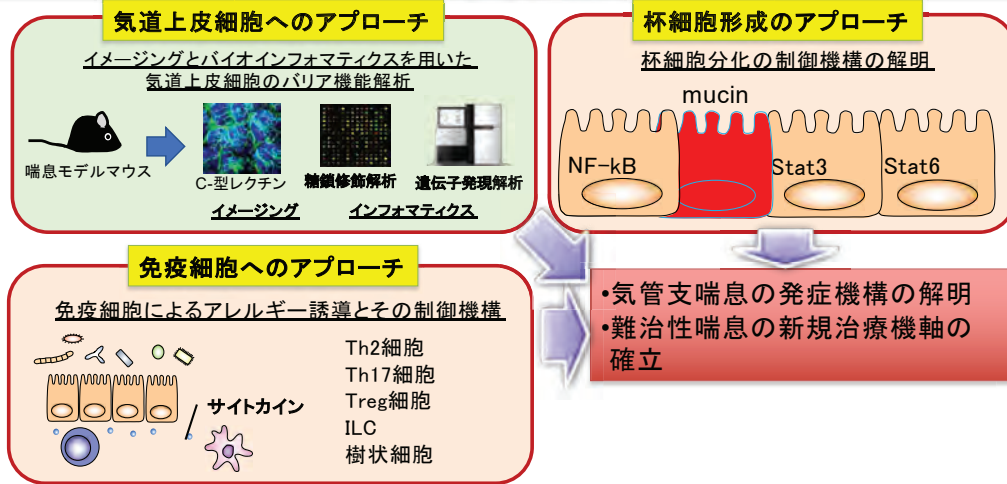 気道上皮細胞へのアプローチ
イメージングとバイオインフォマティクスを用いた
気道上皮細胞のバリア機能解析
喘息モデルマウス
C-型レクチン
糖鎖修飾解析
遺伝子発現解析
イメージング
インフォマティクス
杯細胞形成のアプローチ
杯細胞分化の制御機構の解明
mucin
NF-kB
Stat3
Stat6
免疫細胞へのアプローチ
免疫細胞によるアレルギー誘導とその制御機構
サイトカイン
Th2細胞
Th17細胞
Treg細胞
ILC
樹状細胞
•気管支喘息の発症機構の解明
•難治性喘息の新規治療機軸の
確立